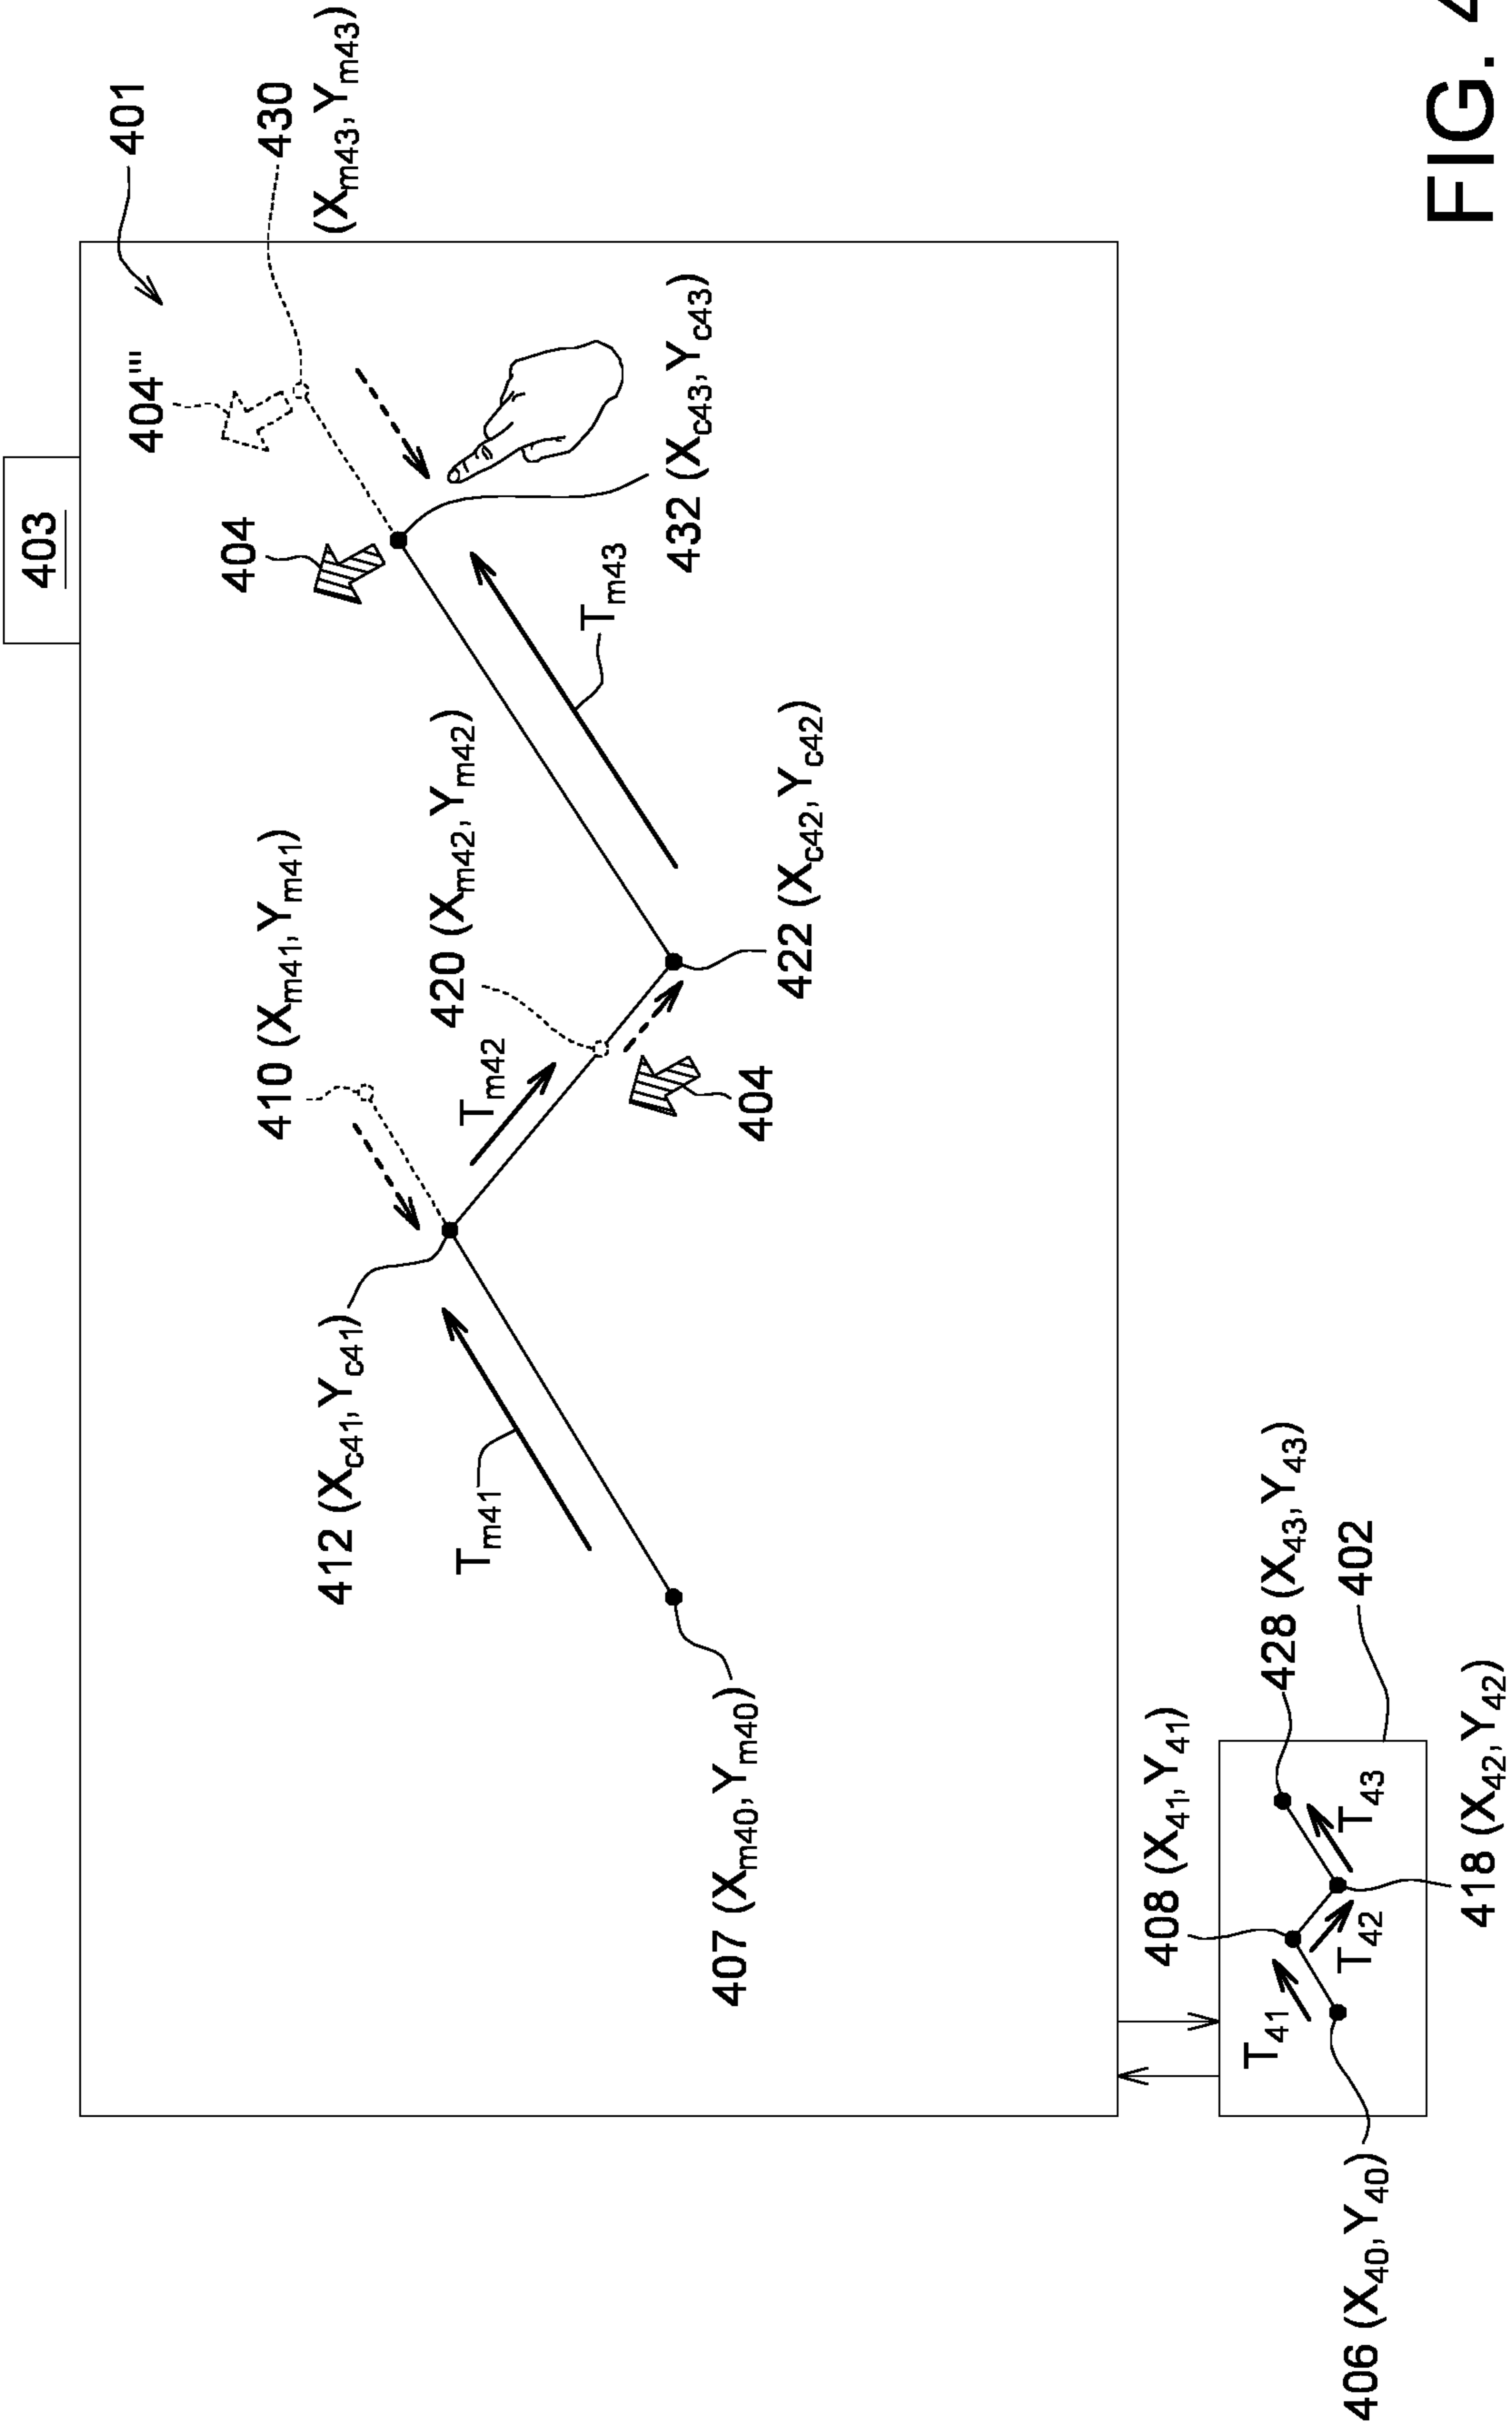 403
401
404'''
430
(Xm43, Ym43)
404
410 (Xm41, Ym41)
420 (Xm42, Ym42)
432 (Xc43, Yc43)
412 (Xc41, Yc41)
Tm42
Tm43
Tm41
404
422 (Xc42, Yc42)
407 (Xm40, Ym40)
408 (X41, Y41)
428 (X43, Y43)
402
T41
T42
T43
406 (X40, Y40)
418 (X42, Y42)
FIG. 4